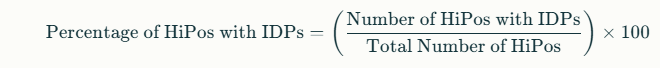 Percentage of HiPos with IDPs = (Number of HiPos with IDPs / Total Number of HiPos) × 100